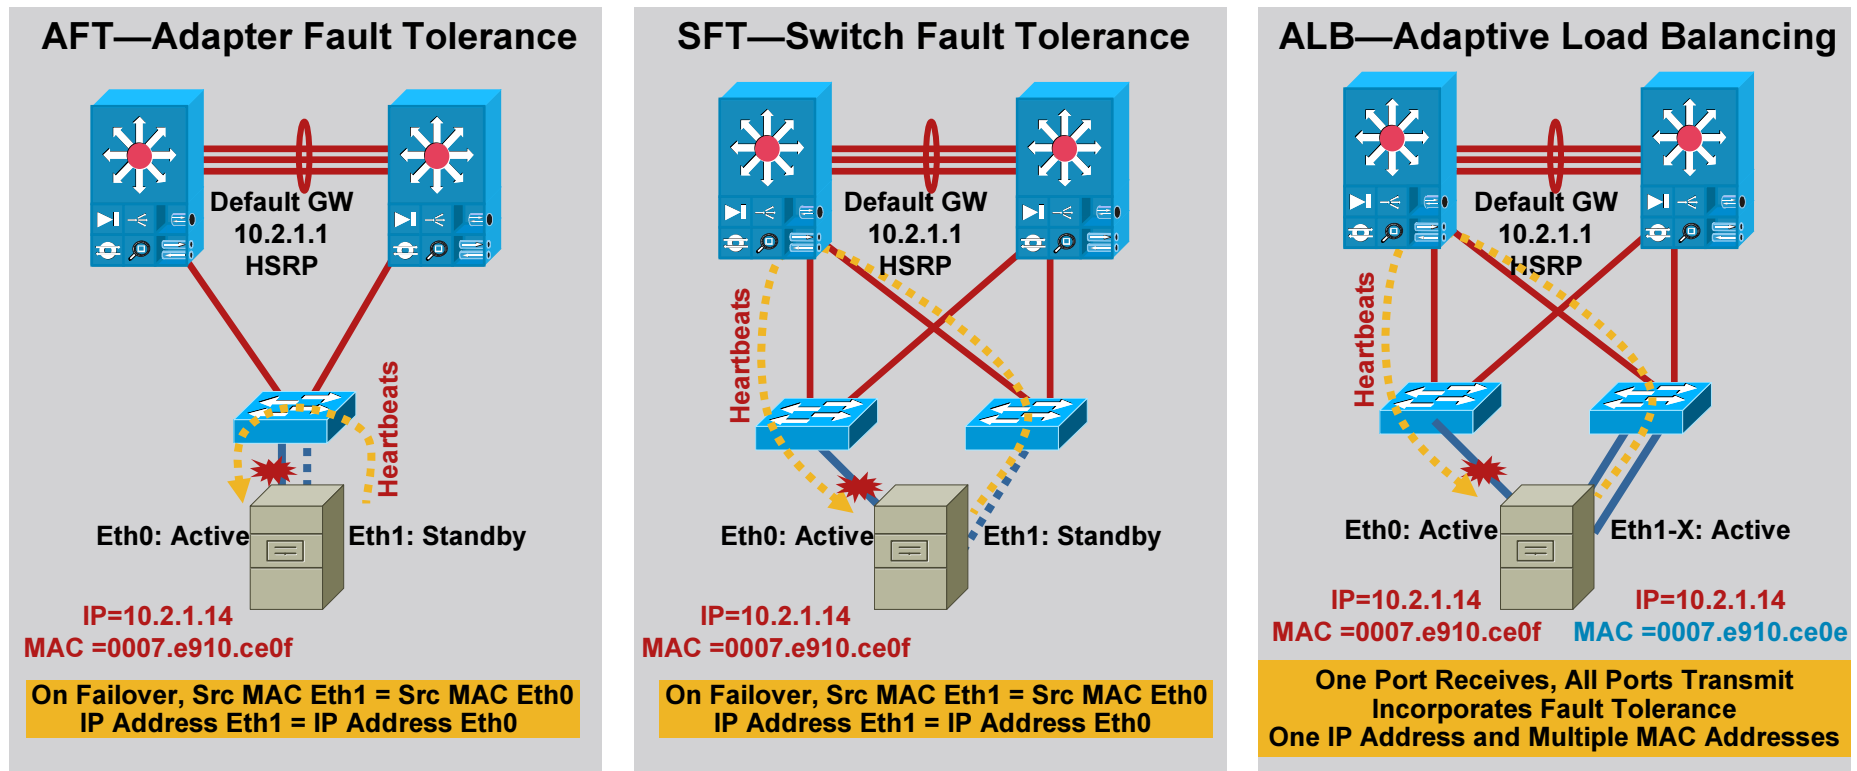 AFT—Adapter Fault Tolerance
Default GW
10.2.1.1
HSRP
Heartbeats
Eth0: Active
Eth1: Standby
IP=10.2.1.14
MAC =0007.e910.ce0f
On Failover, Src MAC Eth1 = Src MAC Eth0
IP Address Eth1 = IP Address Eth0
SFT—Switch Fault Tolerance
Default GW
10.2.1.1
HSRP
Heartbeats
Eth0: Active
Eth1: Standby
IP=10.2.1.14
MAC =0007.e910.ce0f
On Failover, Src MAC Eth1 = Src MAC Eth0
IP Address Eth1 = IP Address Eth0
ALB—Adaptive Load Balancing
Default GW
10.2.1.1
HSRP
Heartbeats
Eth0: Active
Eth1-X: Active
IP=10.2.1.14
MAC =0007.e910.ce0f
IP=10.2.1.14
MAC =0007.e910.ce0e
One Port Receives, All Ports Transmit
Incorporates Fault Tolerance
One IP Address and Multiple MAC Addresses